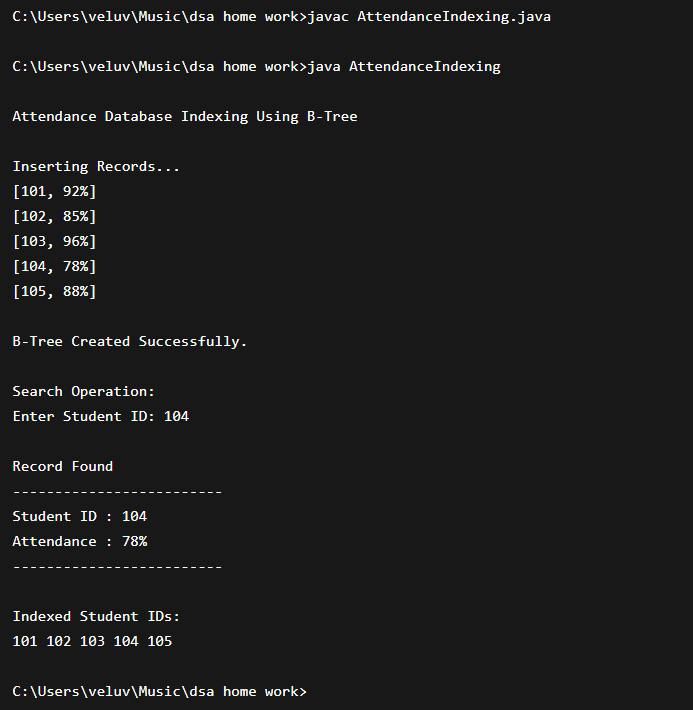 C:\Users\veluv\Music\dsa home work>javac AttendanceIndexing.java
C:\Users\veluv\Music\dsa home work>java AttendanceIndexing
Attendance Database Indexing Using B-Tree
Inserting Records...
[101, 92%]
[102, 85%]
[103, 96%]
[104, 78%]
[105, 88%]
B-Tree Created Successfully.
Search Operation:
Enter Student ID: 104
Record Found
-------------------------
Student ID : 104
Attendance : 78%
-------------------------
Indexed Student IDs:
101 102 103 104 105
C:\Users\veluv\Music\dsa home work>